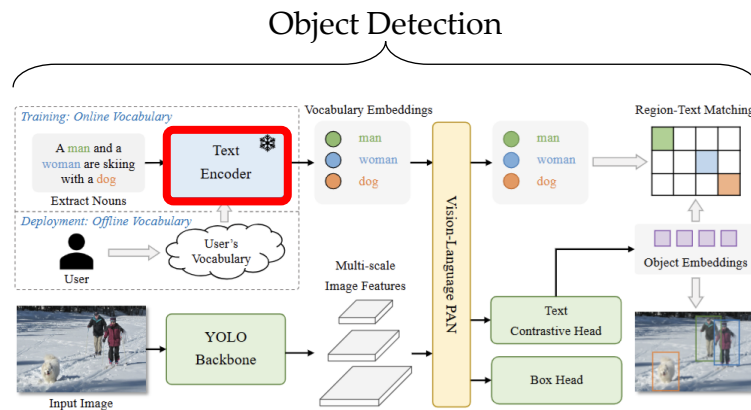 Object Detection
Training: Online Vocabulary
A man and a
woman are skiing
with a dog
Extract Nouns
Text
Encoder
Vocabulary Embeddings
man
woman
dog
man
woman
dog
Region-Text Matching
Deployment: Offline Vocabulary
User
User's
Vocabulary
Vision-Language PAN
Multi-scale
Image Features
Object Embeddings
Text
Contrastive Head
YOLO
Backbone
Box Head
Input Image